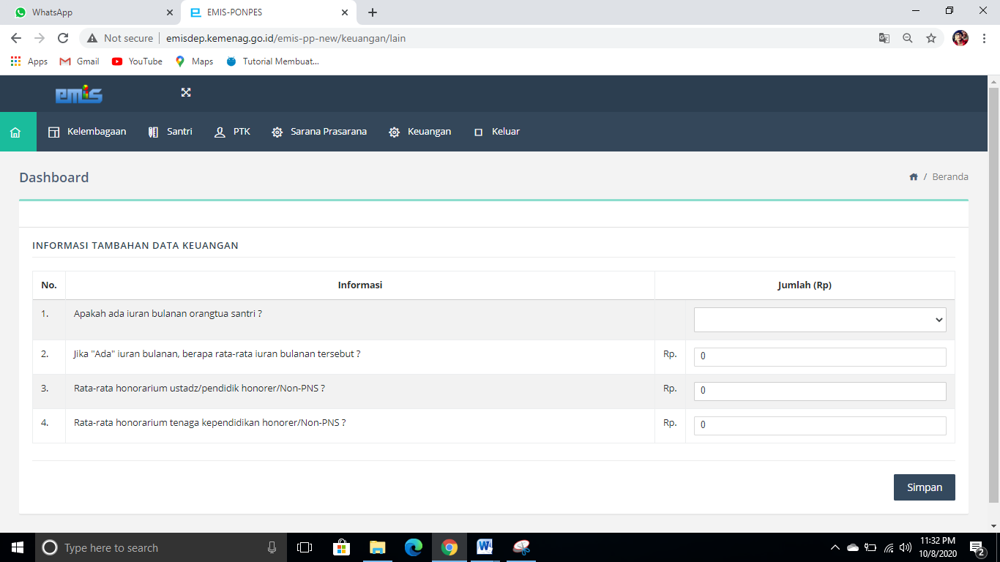 WhatsApp
EMIS-PONPES
Not secure | emisdep.kemenag.go.id/emis-pp-new/keuangan/lain
Apps Gmail YouTube Maps Tutorial Membuat...
emis
Kelembagaan Santri PTK Sarana Prasarana Keuangan Keluar
Dashboard
/ Beranda
INFORMASI TAMBAHAN DATA KEUANGAN
No. Informasi Jumlah (Rp)
1. Apakah ada iuran bulanan orangtua santri ?
2. Jika "Ada" iuran bulanan, berapa rata-rata iuran bulanan tersebut ? Rp. 0
3. Rata-rata honorarium ustadz/pendidik honorer/Non-PNS ? Rp. 0
4. Rata-rata honorarium tenaga kependidikan honorer/Non-PNS ? Rp. 0
Simpan
Type here to search
11:32 PM
10/8/2020
2